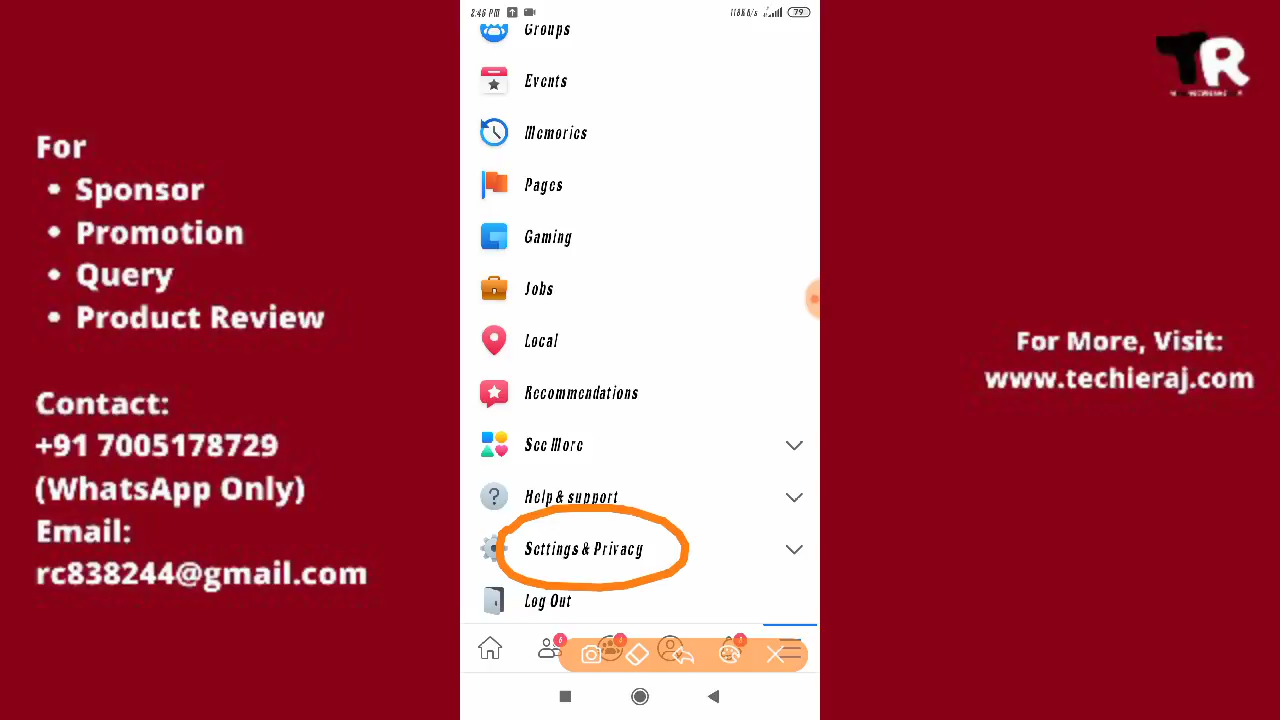 For
Sponsor
Promotion
Query
Product Review
Contact:
+91 7005178729
(WhatsApp Only)
Email:
rc838244@gmail.com
2:46 PM
79
Groups
Events
Memories
Pages
Gaming
Jobs
Local
Recommendations
See More
Help & support
Settings & Privacy
Log Out
TR
For More, Visit:
www.techieraj.com